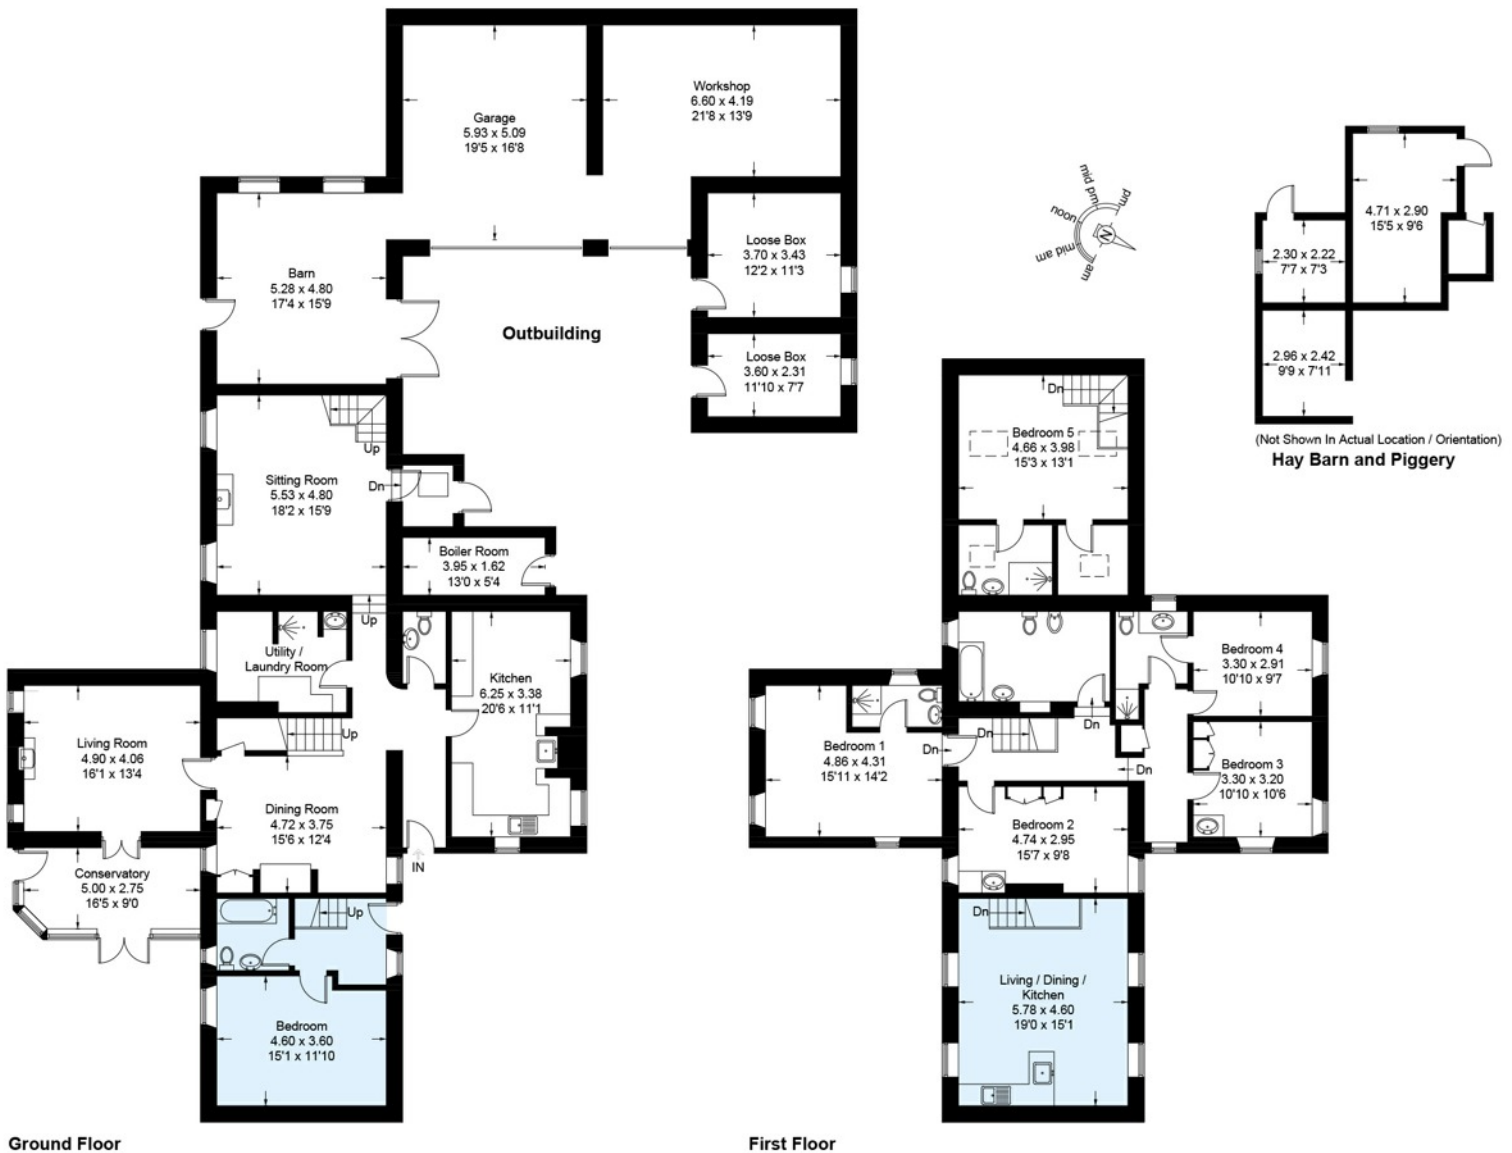 Workshop
6.60 x 4.19
21'8 x 13'9
Garage
5.93 x 5.09
19'5 x 16'8
Loose Box
3.70 x 3.43
12'2 x 11'3
Barn
5.28 x 4.80
17'4 x 15'9
Outbuilding
Loose Box
3.60 x 2.31
11'10 x 7'7
Up
Sitting Room
5.53 x 4.80
18'2 x 15'9
Dn
Boiler Room
3.95 x 1.62
13'0 x 5'4
Up
Utility /
Laundry Room
Kitchen
6.25 x 3.38
20'6 x 11'1
Living Room
4.90 x 4.06
16'1 x 13'4
Up
Dining Room
4.72 x 3.75
15'6 x 12'4
IN
Conservatory
5.00 x 2.75
16'5 x 9'0
Up
Bedroom
4.60 x 3.60
15'1 x 11'10
Ground Floor
mid pm
pm
noon
N
mid am
am
4.71 x 2.90
15'5 x 9'6
2.30 x 2.22
7'7 x 7'3
2.96 x 2.42
9'9 x 7'11
(Not Shown In Actual Location / Orientation)
Hay Barn and Piggery
Dn
Bedroom 5
4.66 x 3.98
15'3 x 13'1
Bedroom 4
3.30 x 2.91
10'10 x 9'7
Dn
Dn
Bedroom 1
4.86 x 4.31
15'11 x 14'2
Dn
Dn
Bedroom 3
3.30 x 3.20
10'10 x 10'6
Bedroom 2
4.74 x 2.95
15'7 x 9'8
Dn
Living / Dining /
Kitchen
5.78 x 4.60
19'0 x 15'1
First Floor